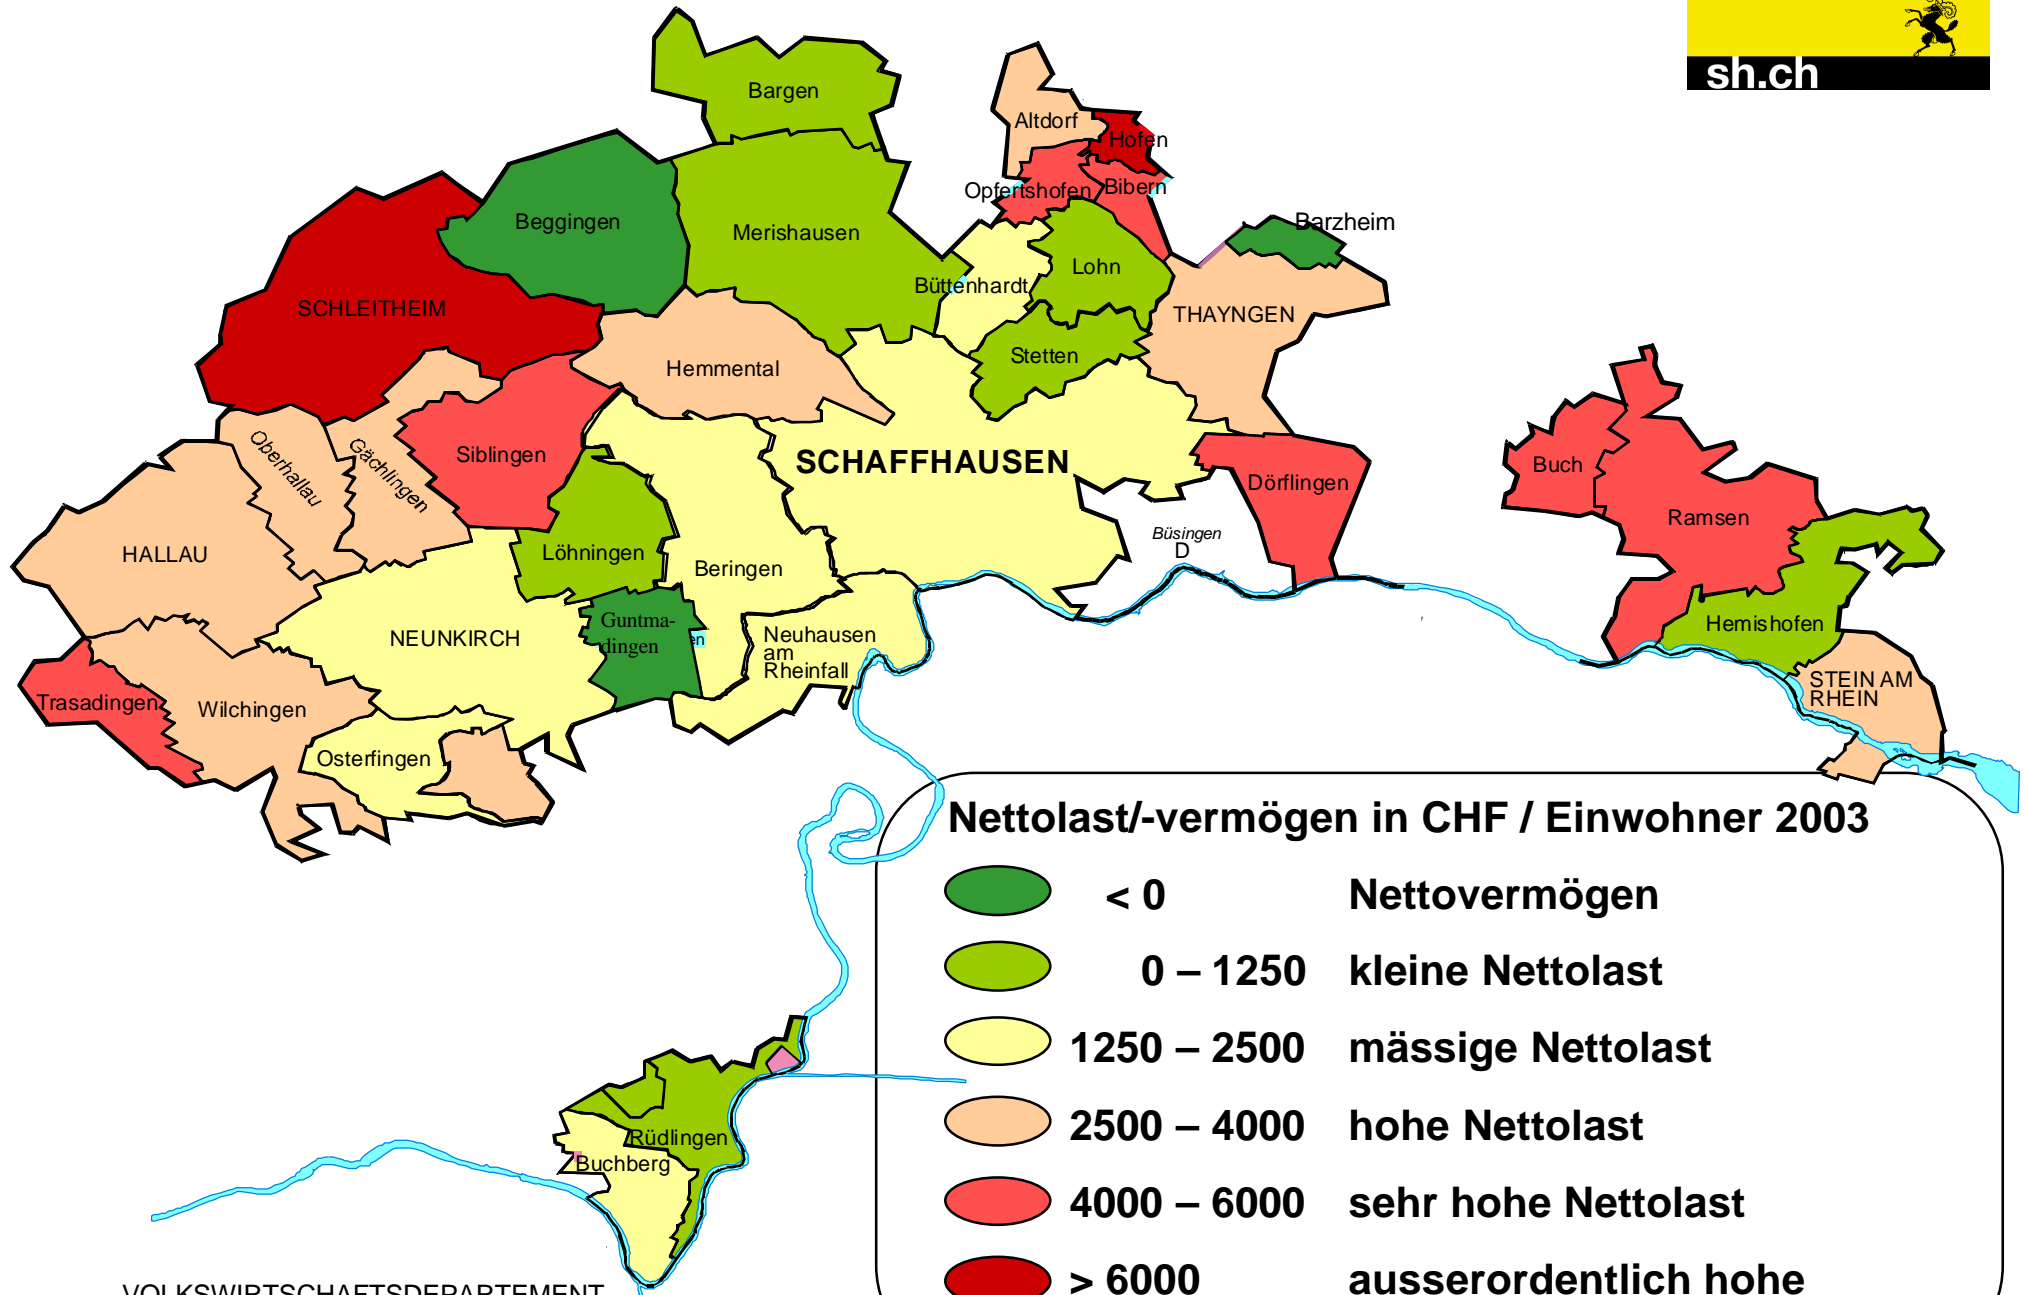 sh.ch
Bargen
Altdorf
Hofen
Opfertshofen
Bibern
Beggingen
Merishausen
Barzheim
Lohn
Büttenhardt
SCHLEITHEIM
THAYNGEN
Stetten
Hemmental
Oberhallau
Gächlingen
Siblingen
SCHAFFHAUSEN
Dörflingen
Buch
Ramsen
Büsingen
D
HALLAU
Löhningen
Beringen
Guntma-
dingen
en
NEUNKIRCH
Neuhausen
am
Rheinfall
Hemishofen
STEIN AM
RHEIN
Trasadingen
Wilchingen
Osterfingen
Nettolast/-vermögen in CHF / Einwohner 2003
< 0 Nettovermögen
0 – 1250 kleine Nettolast
1250 – 2500 mässige Nettolast
2500 – 4000 hohe Nettolast
4000 – 6000 sehr hohe Nettolast
> 6000 ausserordentlich hohe
Rüdlingen
Buchberg
VOLKSWIRTSCHAFTSDEPARTEMENT